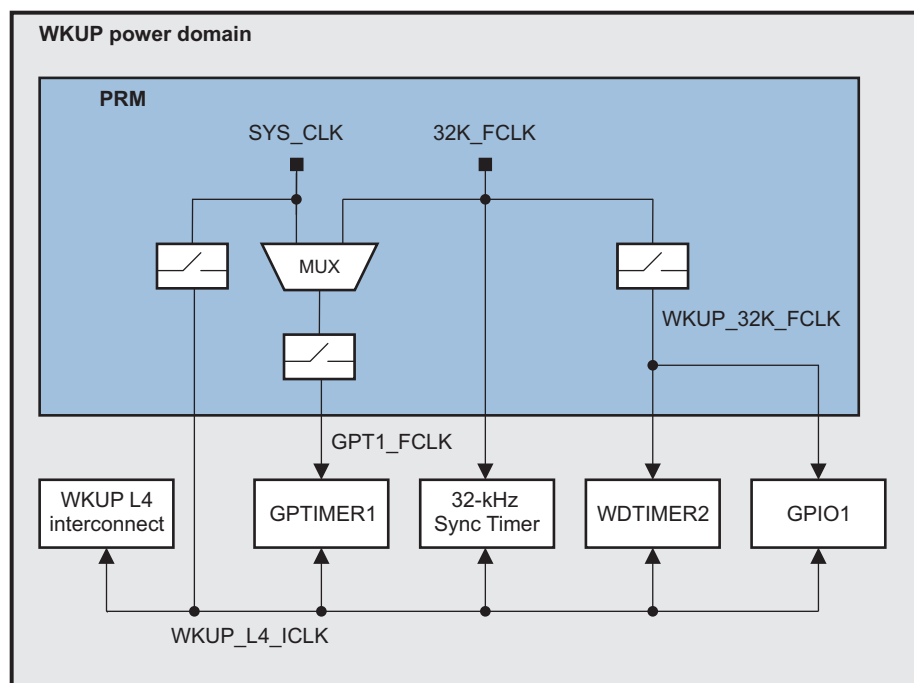 WKUP power domain
PRM
SYS_CLK
32K_FCLK
MUX
WKUP_32K_FCLK
GPT1_FCLK
WKUP L4
interconnect
GPTIMER1
32-kHz
Sync Timer
WDTIMER2
GPIO1
WKUP_L4_ICLK